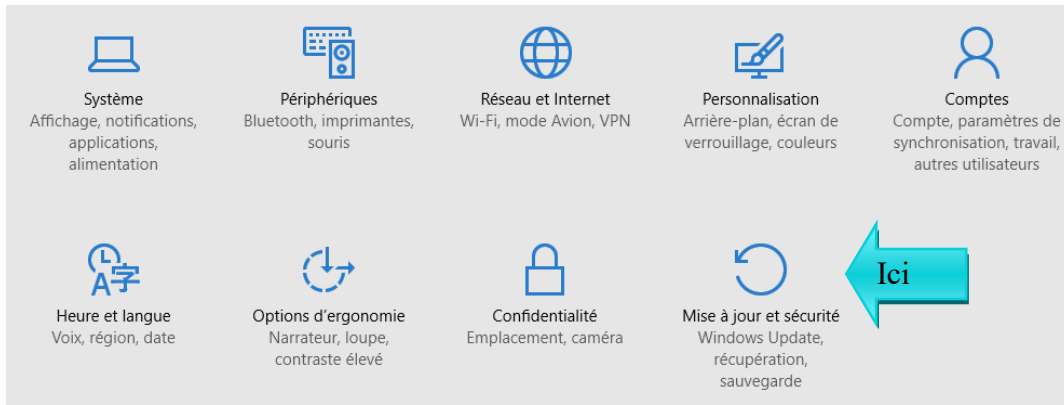 Système
Affichage, notifications,
applications,
alimentation
Périphériques
Bluetooth, imprimantes,
souris
Réseau et Internet
Wi-Fi, mode Avion, VPN
Personnalisation
Arrière-plan, écran de
verrouillage, couleurs
Comptes
Compte, paramètres de
synchronisation, travail,
autres utilisateurs
A字
Heure et langue
Voix, région, date
Options d’ergonomie
Narrateur, loupe,
contraste élevé
Confidentialité
Emplacement, caméra
Mise à jour et sécurité
Windows Update,
récupération,
sauvegarde
Ici